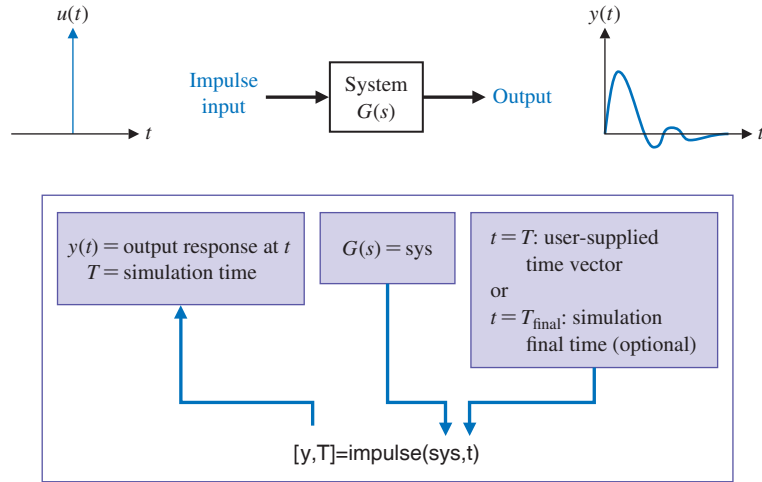 u(t)
t
Impulse
input
System
G(s)
Output
y(t)
t
y(t) = output response at t
T = simulation time
G(s) = sys
t = T: user-supplied
time vector
or
t = T_final: simulation
final time (optional)
[y,T]=impulse(sys,t)